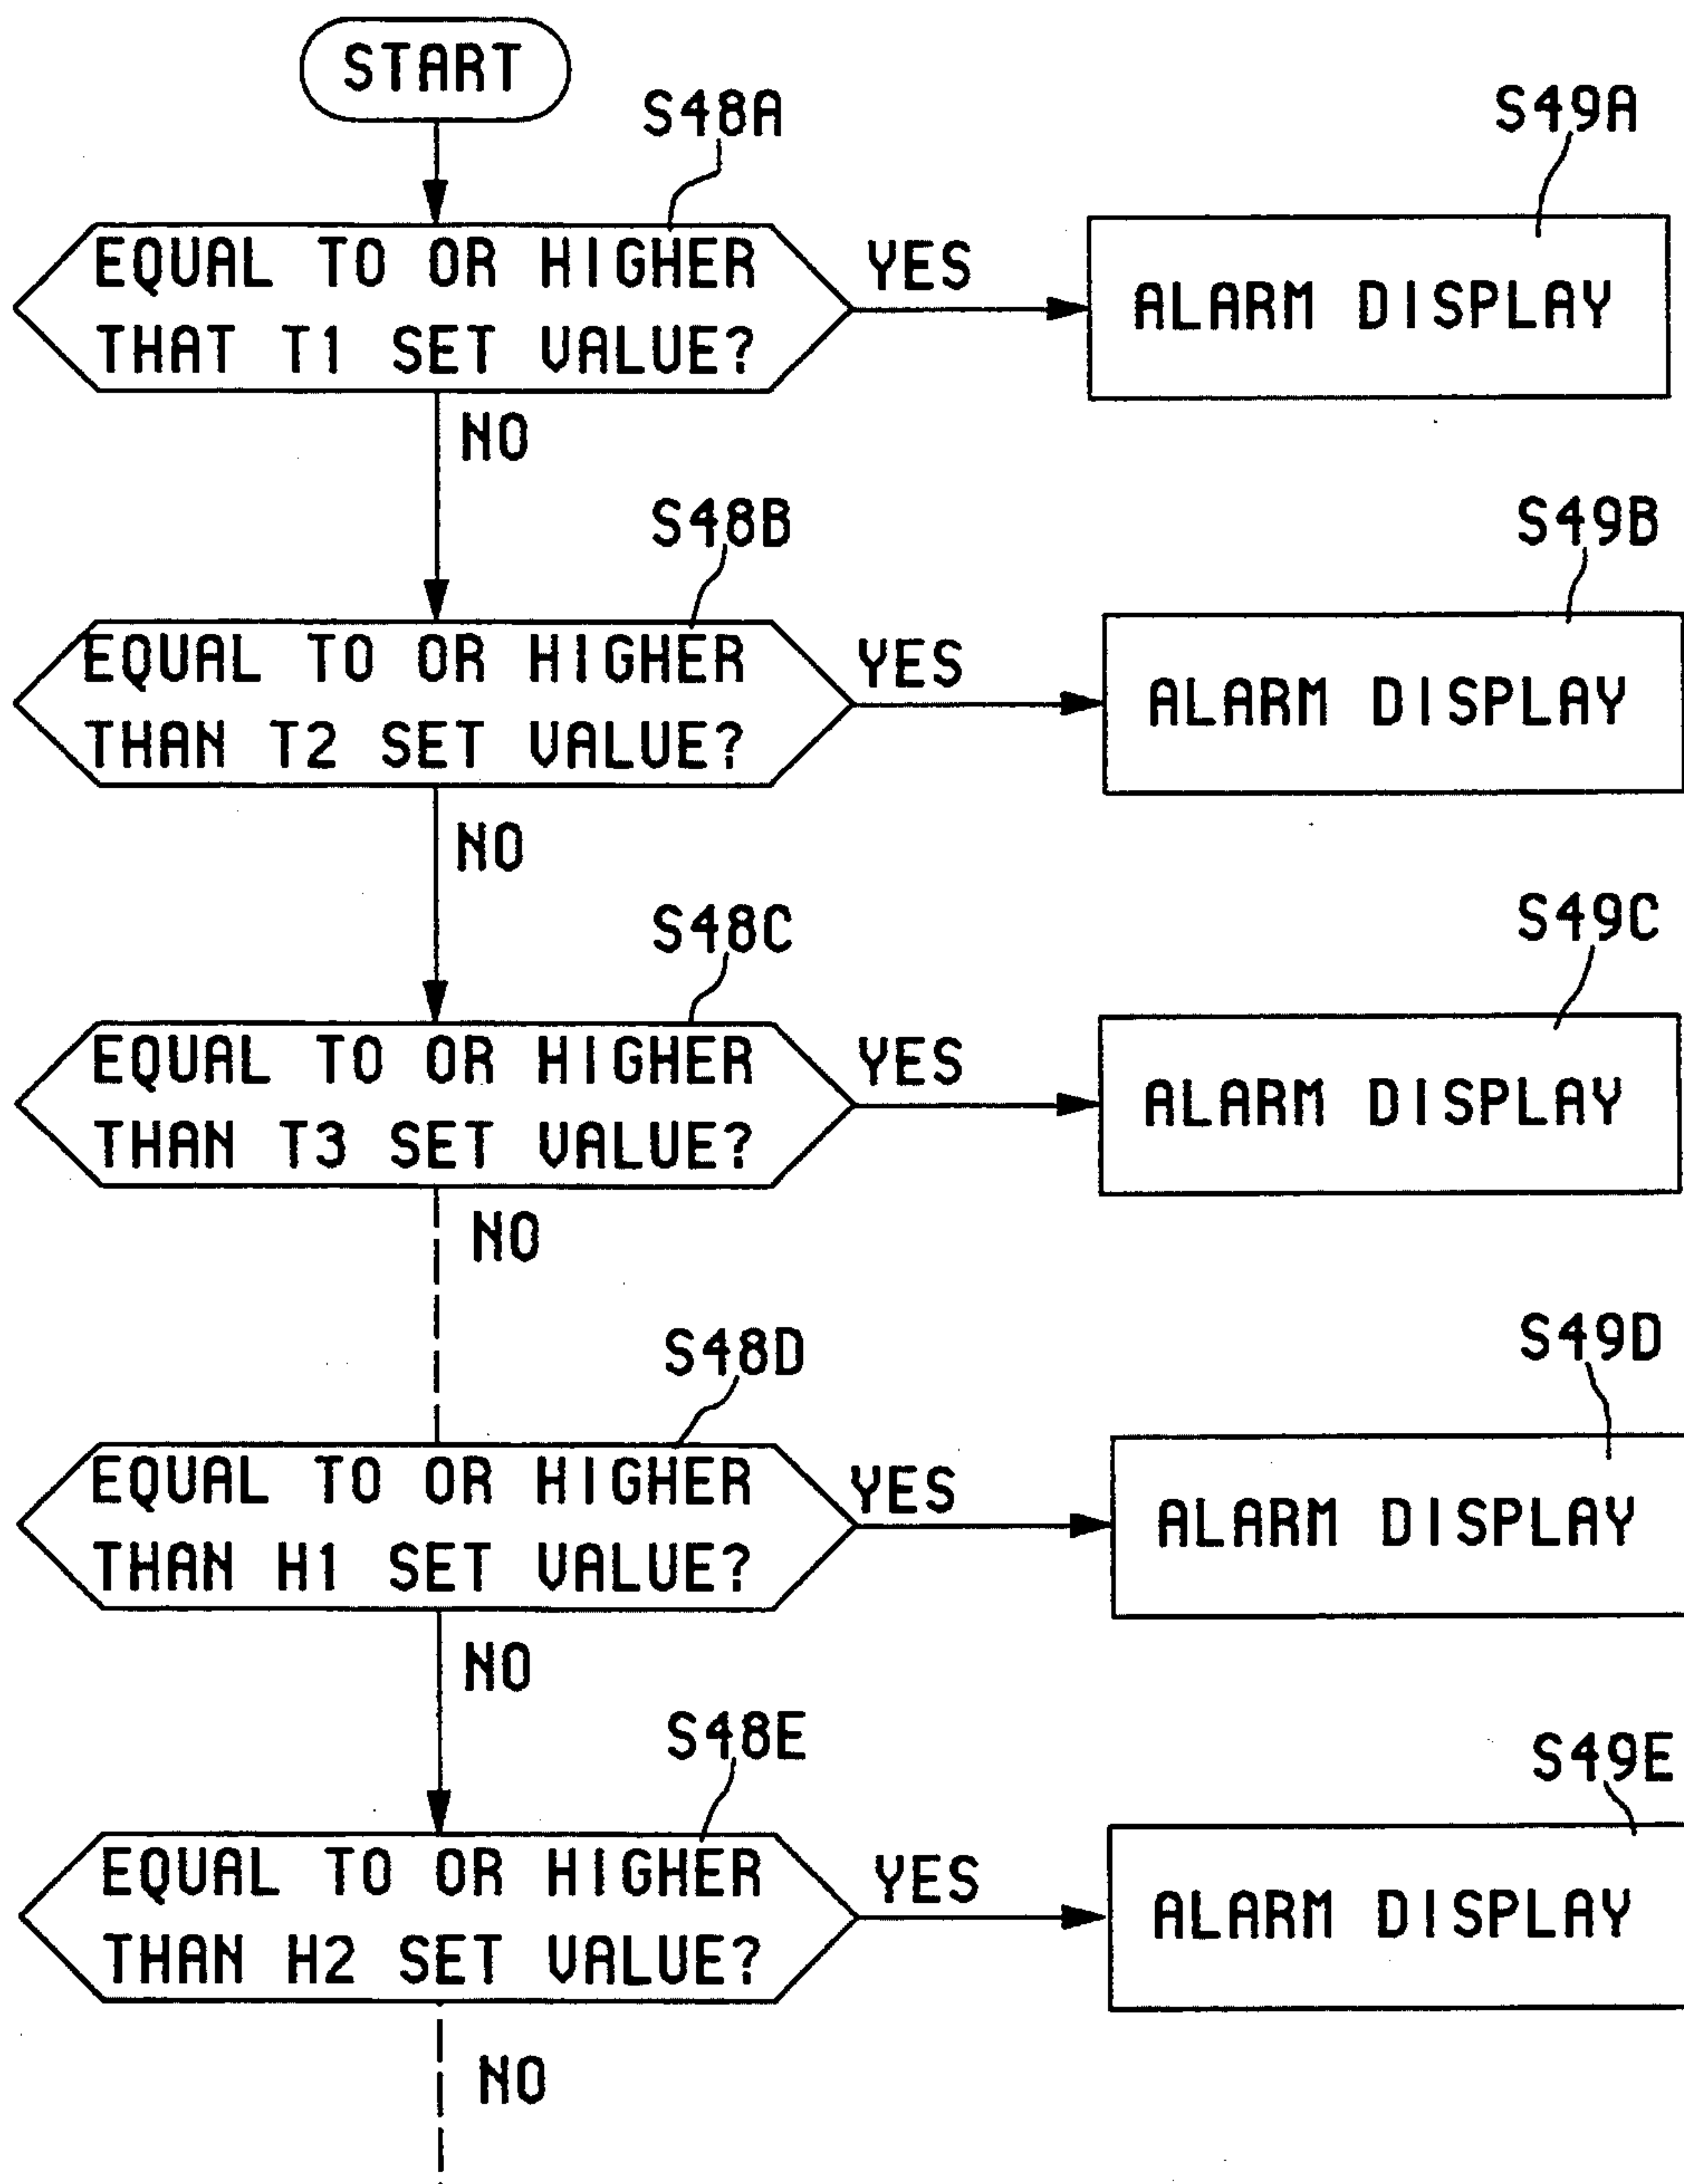 START
S48A
S49A
EQUAL TO OR HIGHER
THAT T1 SET VALUE?
YES
ALARM DISPLAY
NO
S48B
S49B
EQUAL TO OR HIGHER
THAN T2 SET VALUE?
YES
ALARM DISPLAY
NO
S48C
S49C
EQUAL TO OR HIGHER
THAN T3 SET VALUE?
YES
ALARM DISPLAY
NO
S48D
S49D
EQUAL TO OR HIGHER
THAN H1 SET VALUE?
YES
ALARM DISPLAY
NO
S48E
S49E
EQUAL TO OR HIGHER
THAN H2 SET VALUE?
YES
ALARM DISPLAY
NO